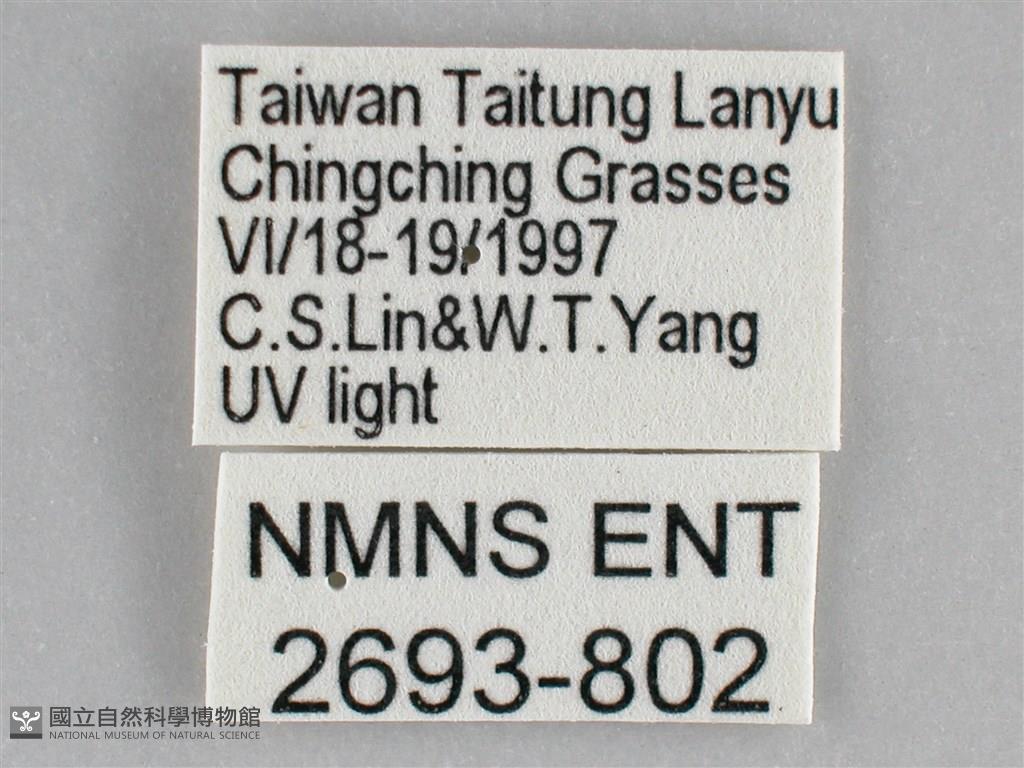 Taiwan Taitung Lanyu
Chingching Grasses
VI/18-19/1997
C.S.Lin&W.T.Yang
UV light
NMNS ENT
2693-802
國立自然科學博物館
NATIONAL MUSEUM OF NATURAL SCIENCE